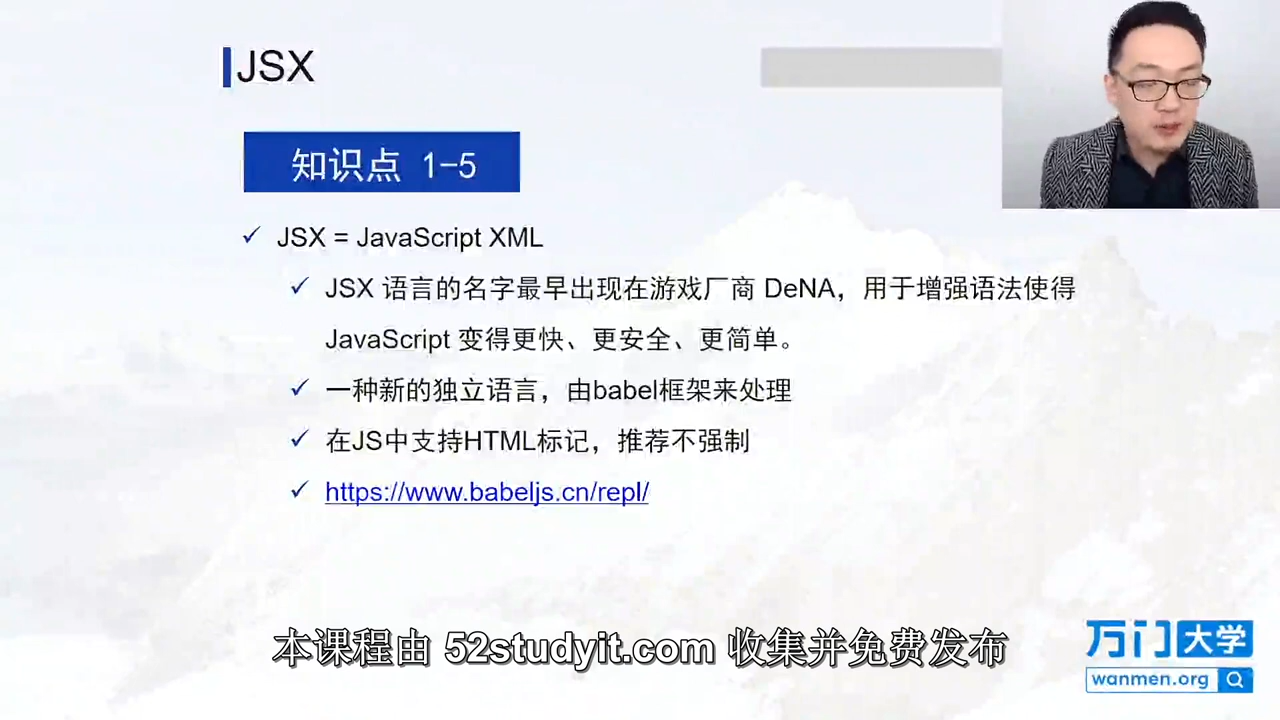 JSX
知识点 1-5
JSX = JavaScript XML
JSX 语言的名字最早出现在游戏厂商 DeNA，用于增强语法使得
JavaScript 变得更快、更安全、更简单。
一种新的独立语言，由babel框架来处理
在JS中支持HTML标记，推荐不强制
https://www.babeljs.cn/repl/
本课程由 52studyit.com 收集并免费发布
万门大学
wanmen.org